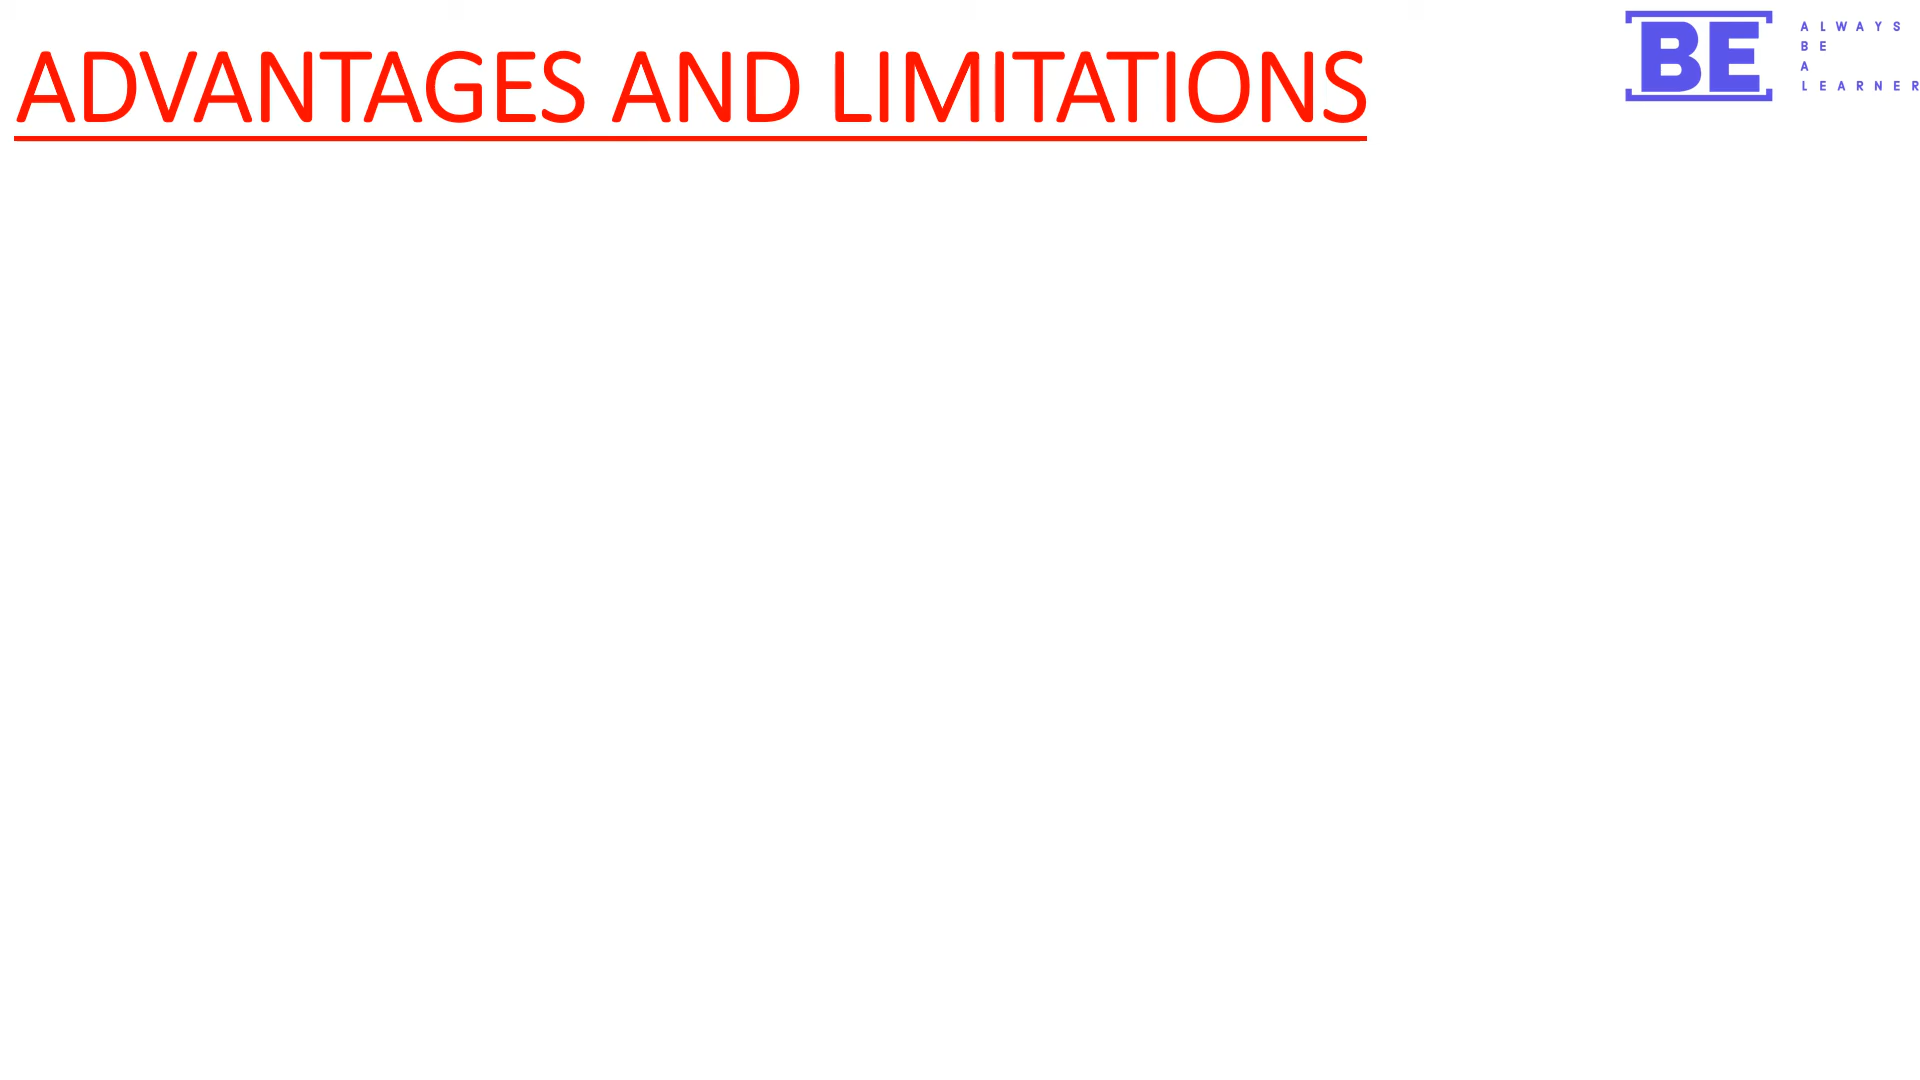 ADVANTAGES AND LIMITATIONS
BE
ALWAYS
BE
A
LEARNER